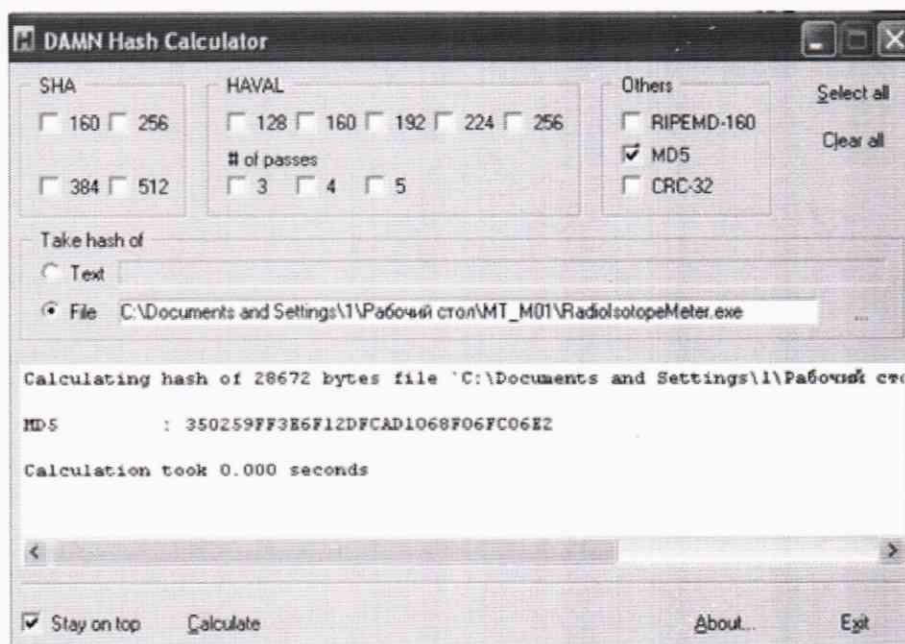 DAMN Hash Calculator
SHA
HAVAL
Others
160 256
128 160 192 224 256
RIPEMD-160
Select all
# of passes
MD5
Clear all
384 512
3 4 5
CRC-32
Take hash of
Text
File C:\Documents and Settings\1\Рабочий стол\MT_M01\RadioIsotopeMeter.exe ...
Calculating hash of 28672 bytes file `C:\Documents and Settings\1\Рабочий сто
MD5 : 350259FF3E6F12DFCAD1068F06FC06E2
Calculation took 0.000 seconds
Stay on top Calculate About... Exit